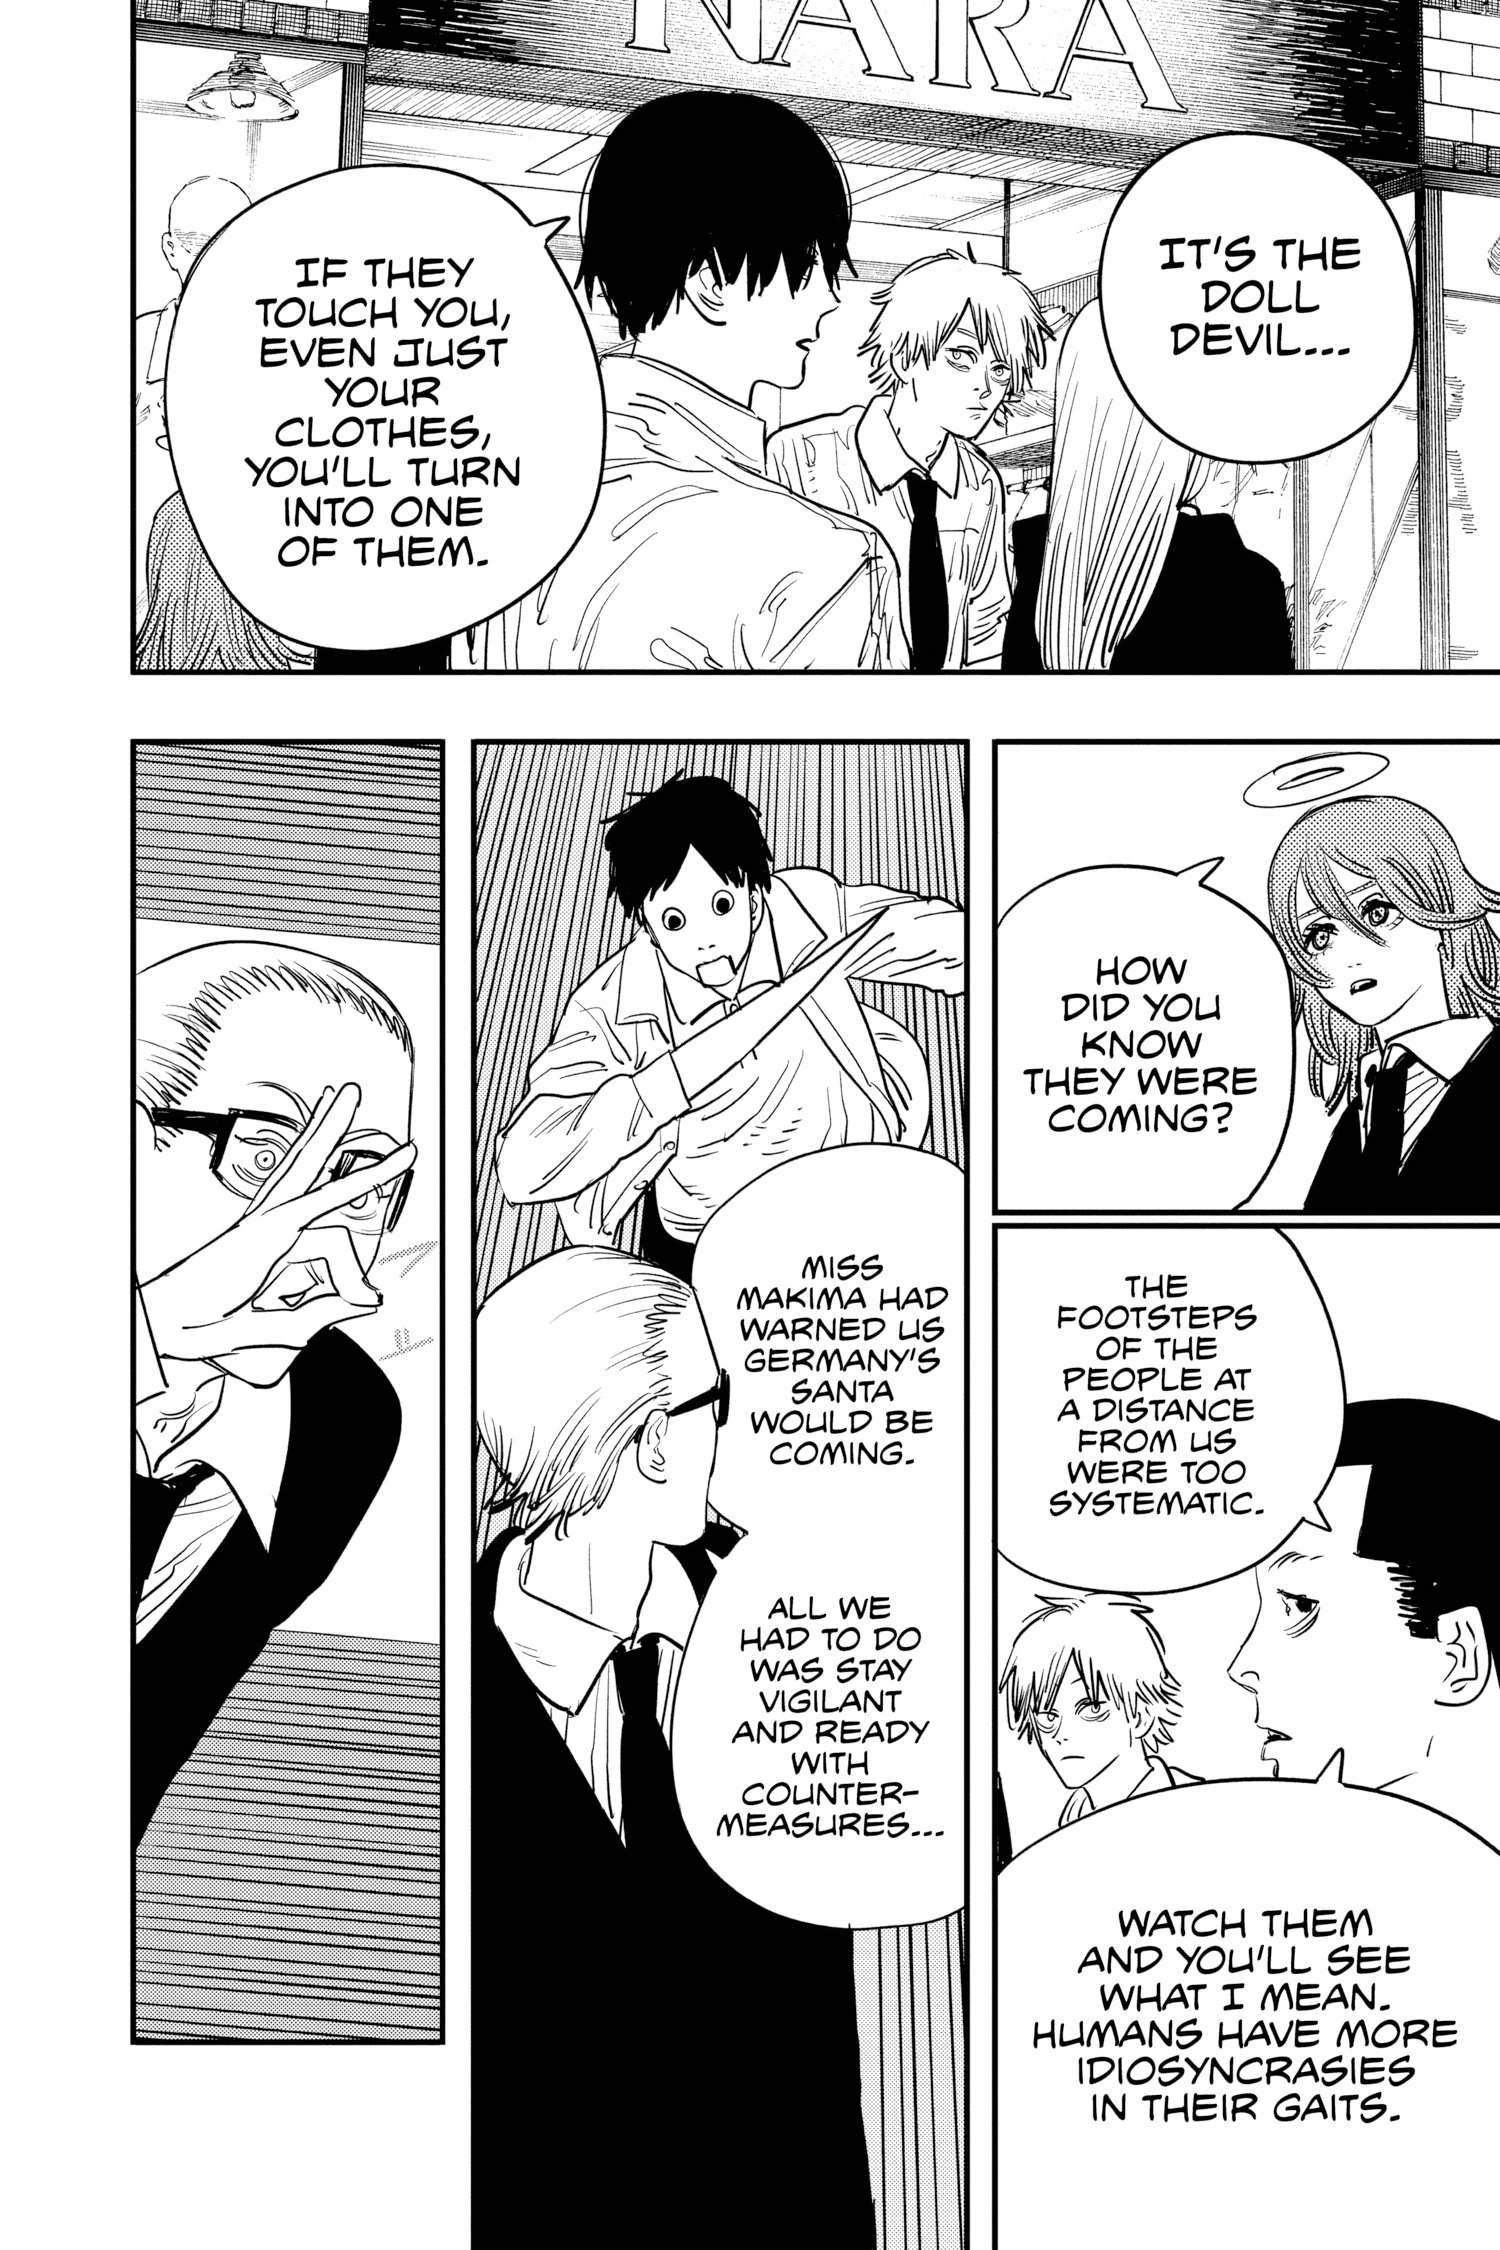 NARA
IT'S THE
DOLL
DEVIL...
IF THEY
TOUCH YOU,
EVEN JUST
YOUR
CLOTHES,
YOU'LL TURN
INTO ONE
OF THEM.
HOW
DID YOU
KNOW
THEY WERE
COMING?
THE
FOOTSTEPS
OF THE
PEOPLE AT
A DISTANCE
FROM US
WERE TOO
SYSTEMATIC.
WATCH THEM
AND YOU'LL SEE
WHAT I MEAN.
HUMANS HAVE MORE
IDIOSYNCRASIES
IN THEIR GAITS.
MISS
MAKIMA HAD
WARNED US
GERMANY'S
SANTA
WOULD BE
COMING.
ALL WE
HAD TO DO
WAS STAY
VIGILANT
AND READY
WITH
COUNTER-
MEASURES...